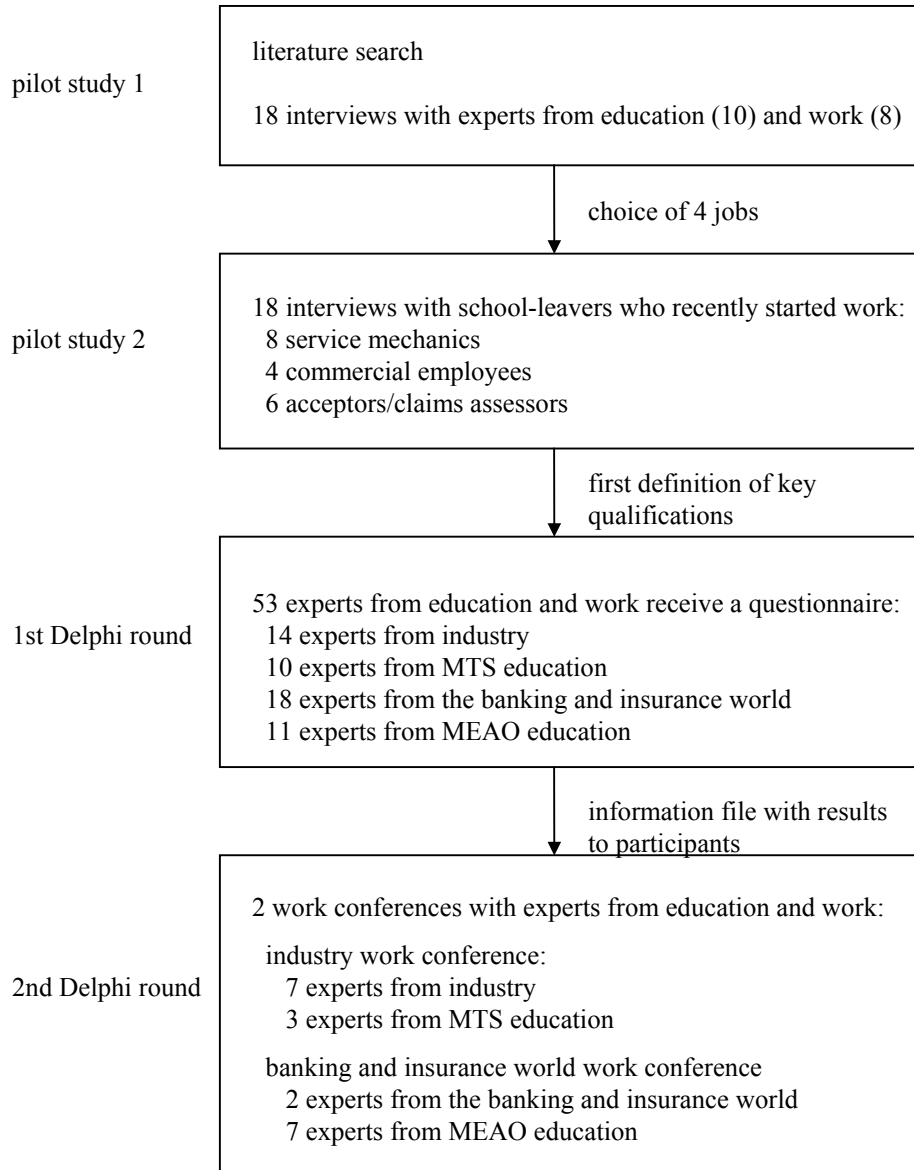 pilot study 1
literature search
18 interviews with experts from education (10) and work (8)
choice of 4 jobs
pilot study 2
18 interviews with school-leavers who recently started work:
8 service mechanics
4 commercial employees
6 acceptors/claims assessors
first definition of key
qualifications
1st Delphi round
53 experts from education and work receive a questionnaire:
14 experts from industry
10 experts from MTS education
18 experts from the banking and insurance world
11 experts from MEAO education
information file with results
to participants
2nd Delphi round
2 work conferences with experts from education and work:
industry work conference:
7 experts from industry
3 experts from MTS education
banking and insurance world work conference
2 experts from the banking and insurance world
7 experts from MEAO education